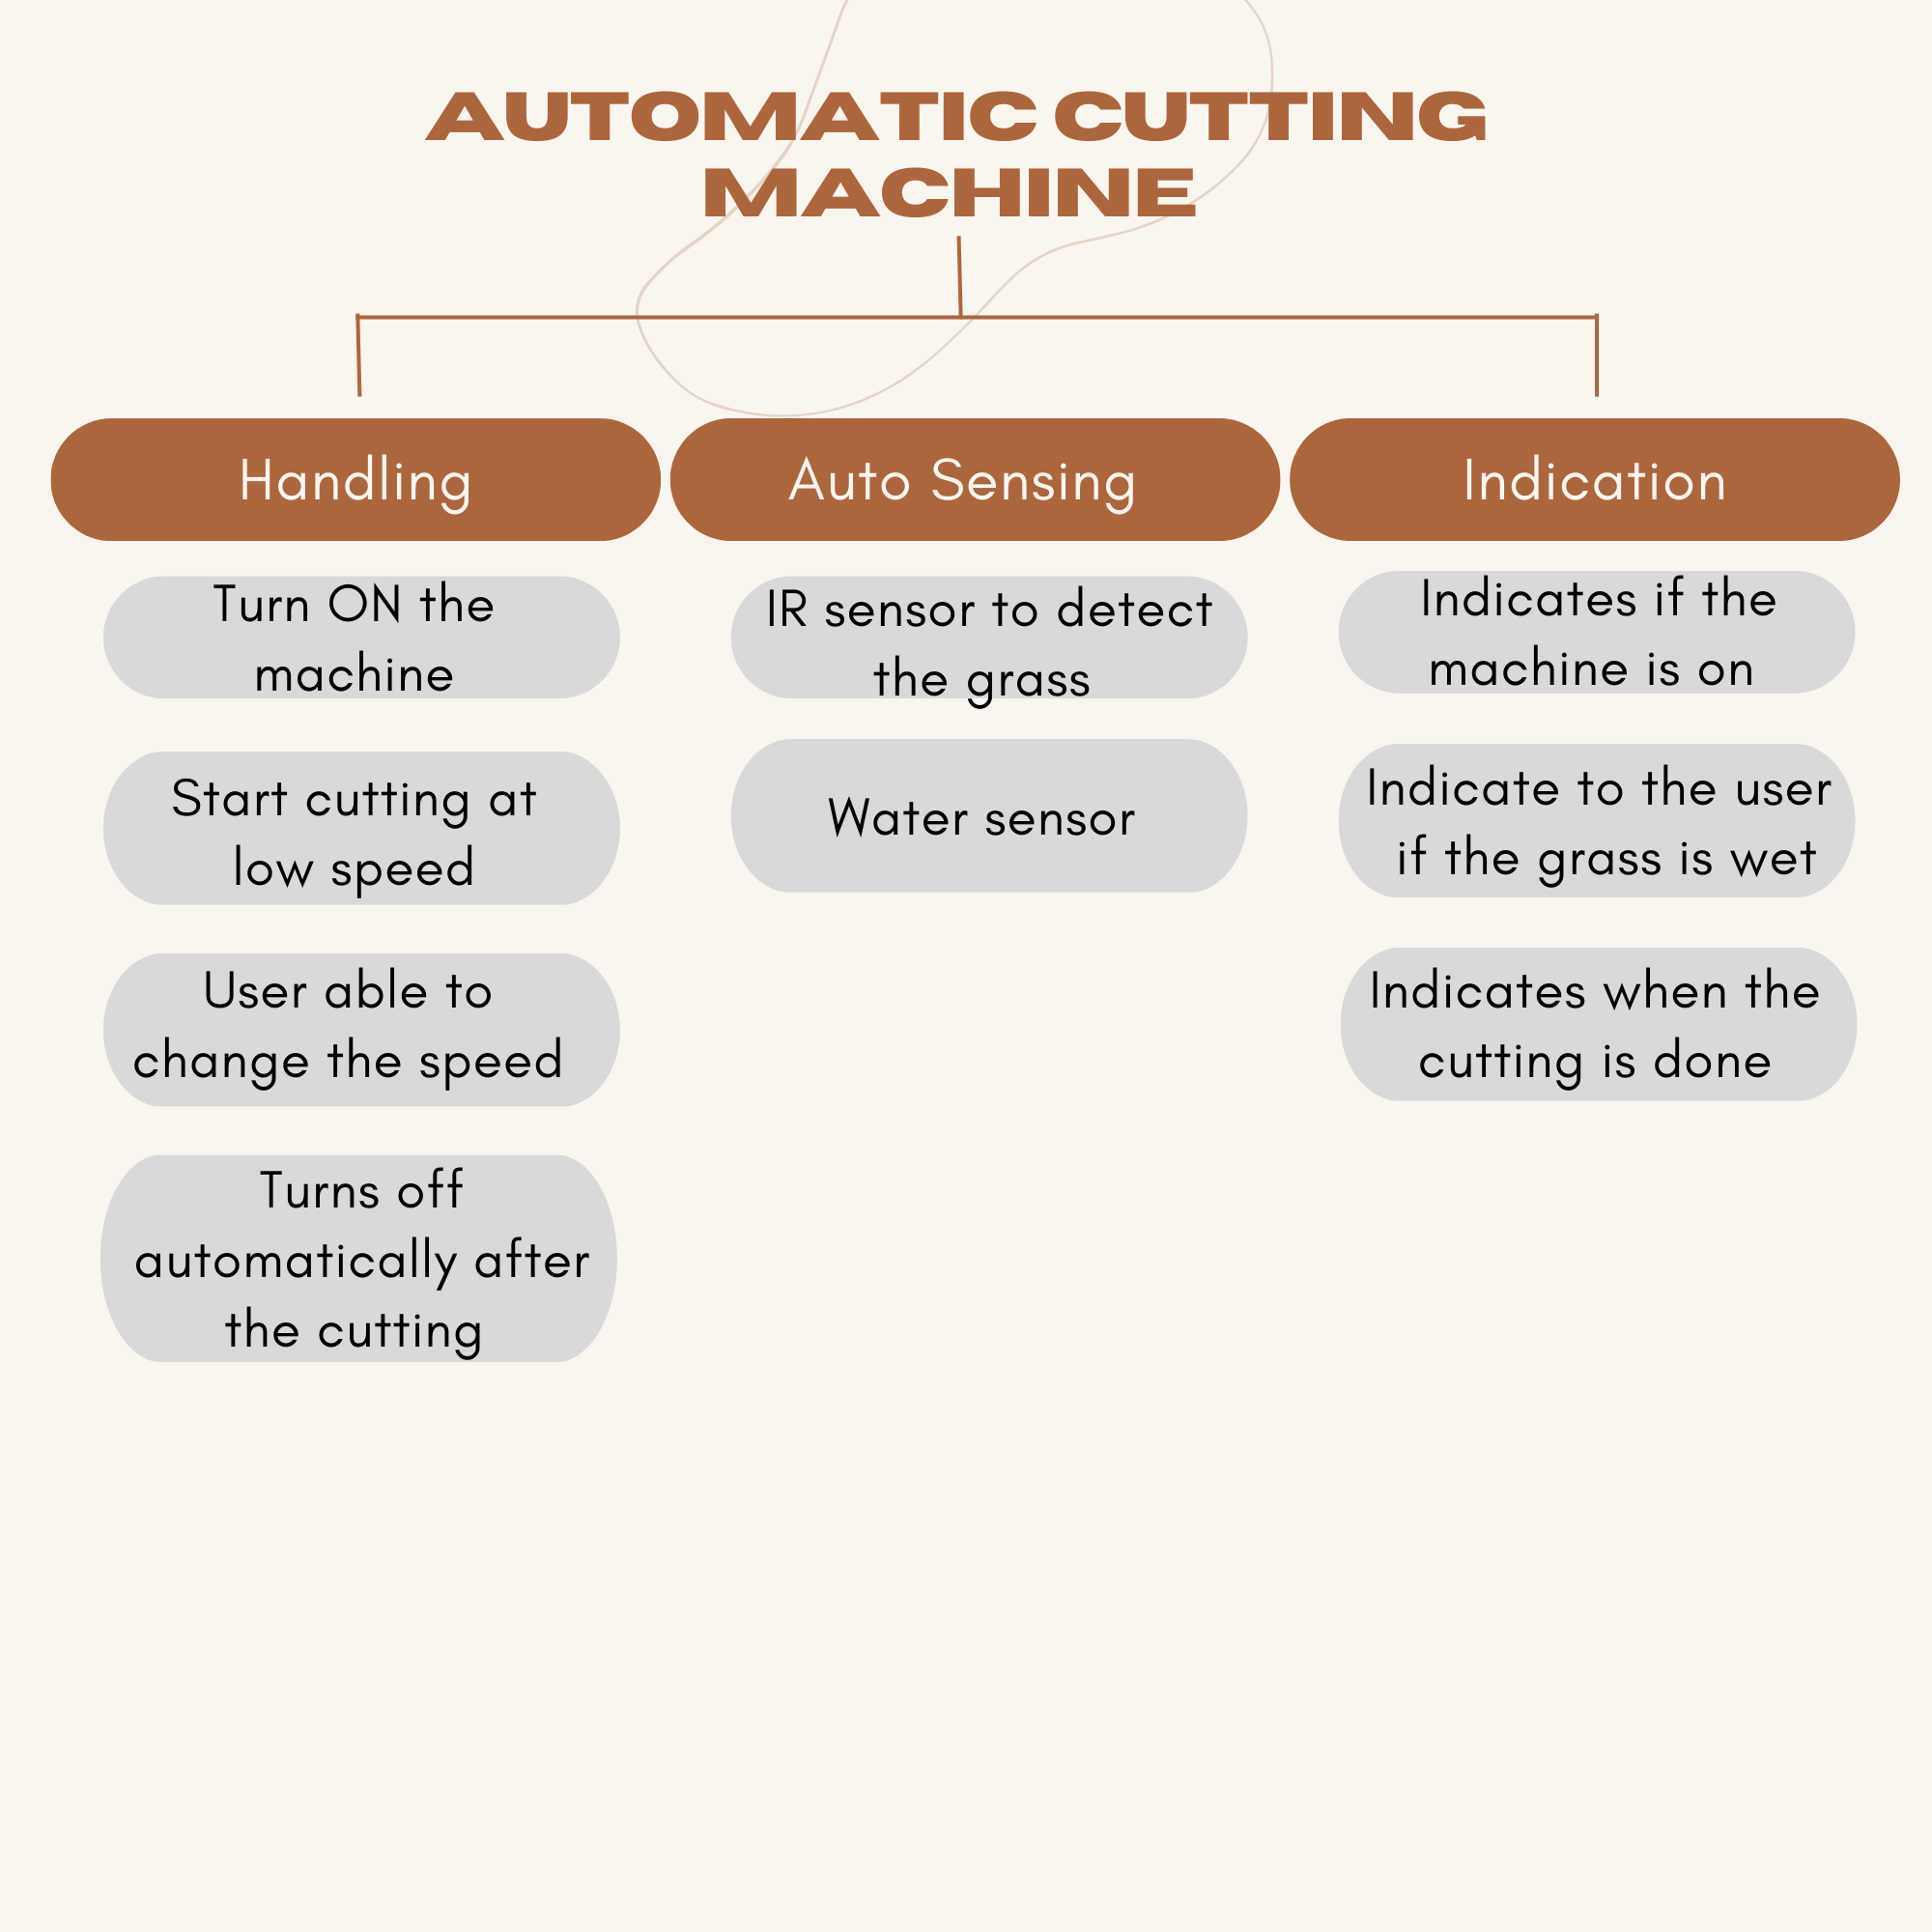 AUTOMATIC CUTTING
MACHINE
Handling
Turn ON the
machine
Start cutting at
low speed
User able to
change the speed
Turns off
automatically after
the cutting
Auto Sensing
IR sensor to detect
the grass
Water sensor
Indication
Indicates if the
machine is on
Indicate to the user
if the grass is wet
Indicates when the
cutting is done